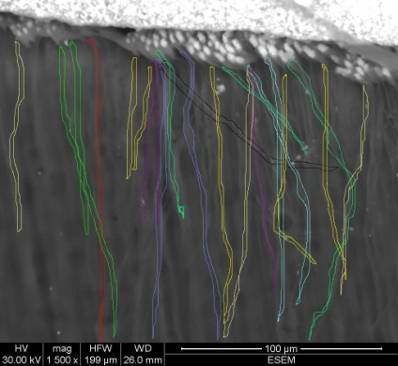 HV mag HFW WD
30.00 kV 1 500 x 199 µm 26.0 mm
100 µm
ESEM